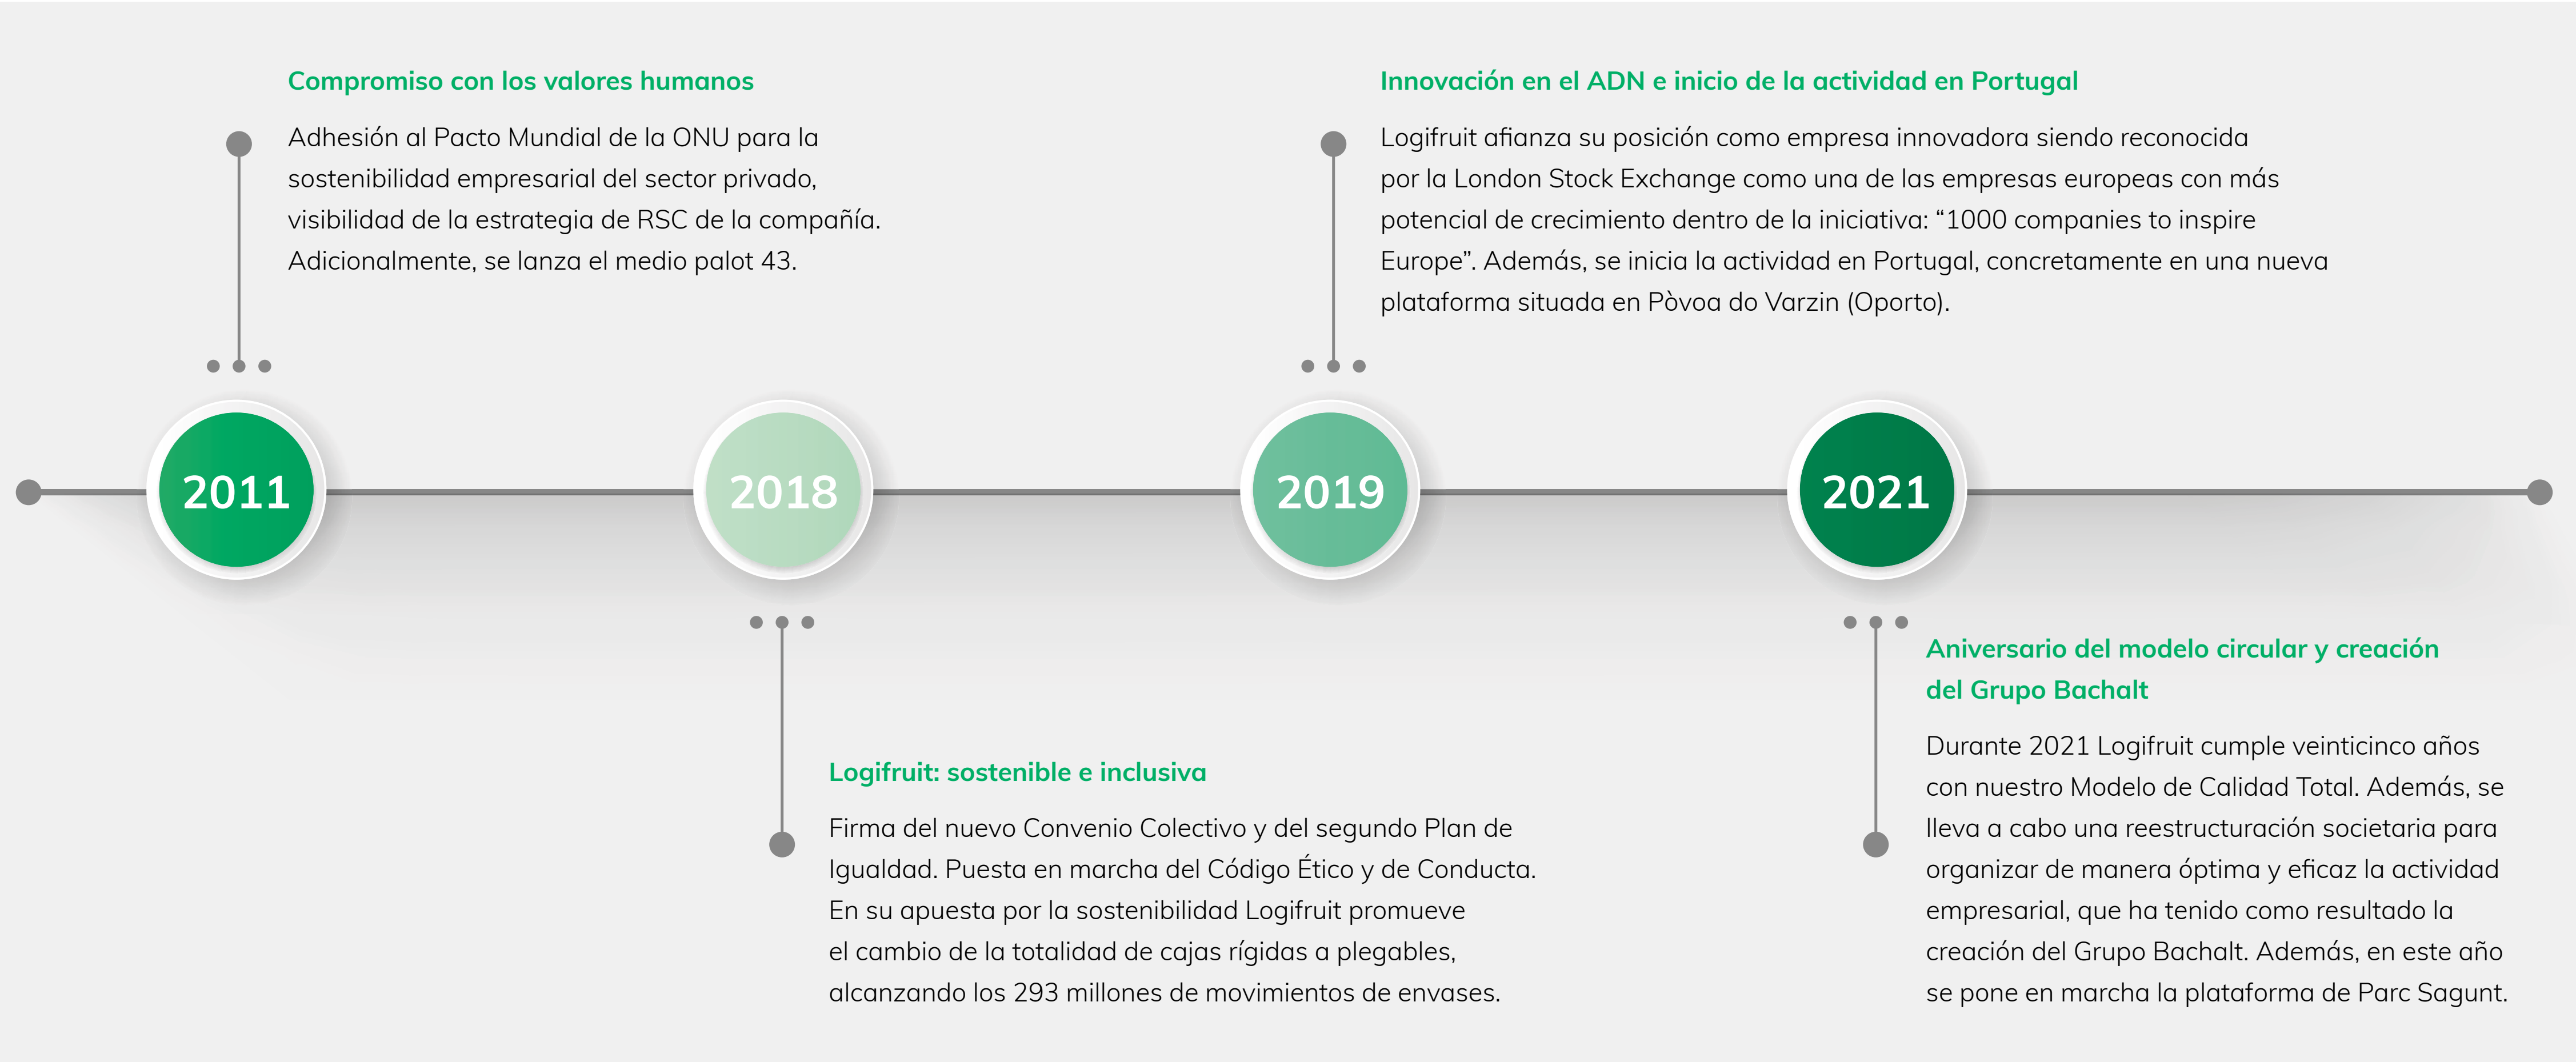 Compromiso con los valores humanos
Adhesión al Pacto Mundial de la ONU para la
sostenibilidad empresarial del sector privado,
visibilidad de la estrategia de RSC de la compañía.
Adicionalmente, se lanza el medio palot 43.
Innovación en el ADN e inicio de la actividad en Portugal
Logifruit afianza su posición como empresa innovadora siendo reconocida
por la London Stock Exchange como una de las empresas europeas con más
potencial de crecimiento dentro de la iniciativa: “1000 companies to inspire
Europe”. Además, se inicia la actividad en Portugal, concretamente en una nueva
plataforma situada en Pòvoa do Varzin (Oporto).
2011
2018
2019
2021
Logifruit: sostenible e inclusiva
Firma del nuevo Convenio Colectivo y del segundo Plan de
Igualdad. Puesta en marcha del Código Ético y de Conducta.
En su apuesta por la sostenibilidad Logifruit promueve
el cambio de la totalidad de cajas rígidas a plegables,
alcanzando los 293 millones de movimientos de envases.
Aniversario del modelo circular y creación
del Grupo Bachalt
Durante 2021 Logifruit cumple veinticinco años
con nuestro Modelo de Calidad Total. Además, se
lleva a cabo una reestructuración societaria para
organizar de manera óptima y eficaz la actividad
empresarial, que ha tenido como resultado la
creación del Grupo Bachalt. Además, en este año
se pone en marcha la plataforma de Parc Sagunt.